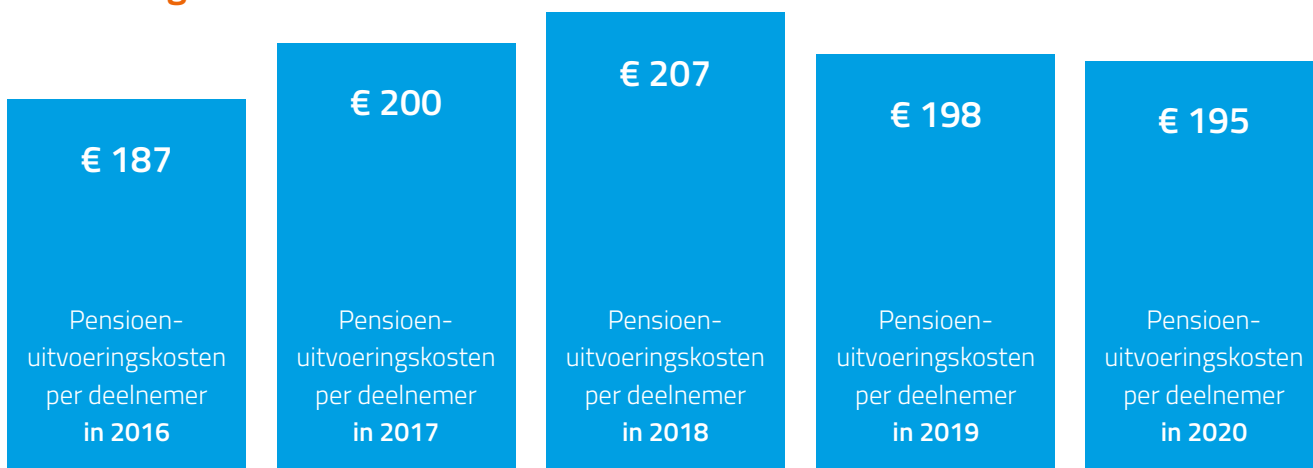 € 187
Pensioen-
uitvoeringskosten
per deelnemer
in 2016
€ 200
Pensioen-
uitvoeringskosten
per deelnemer
in 2017
€ 207
Pensioen-
uitvoeringskosten
per deelnemer
in 2018
€ 198
Pensioen-
uitvoeringskosten
per deelnemer
in 2019
€ 195
Pensioen-
uitvoeringskosten
per deelnemer
in 2020